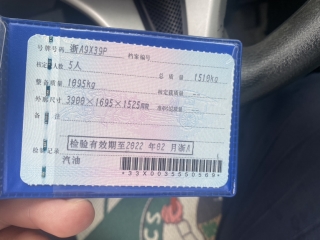 号牌号码 浙A9X39P 档案编号
核定人数 5人 总质量 1510kg
整备质量 1095kg 核定载质量 --
外廓尺寸 3900×1695×1525mm 准牵引总质量 --
备注
检验有效期至2022年02月浙A
检验记录
汽油